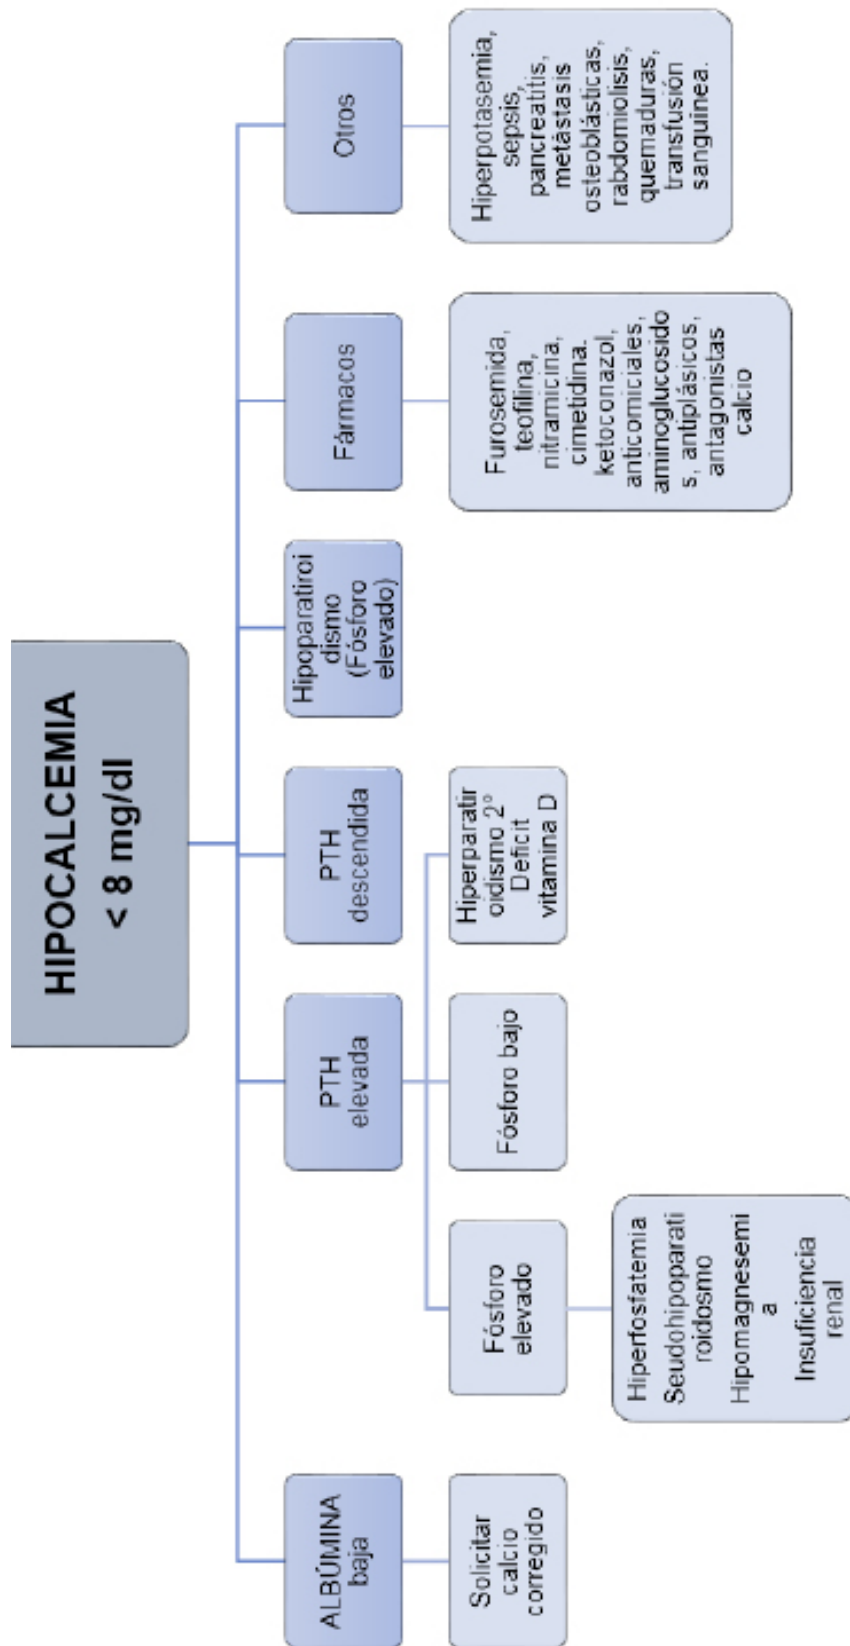 HIPOCALCEMIA
< 8 mg/dl
ALBÚMINA
baja
PTH
elevada
PTH
descendida
Hipoparatiroi
dismo
(Fósforo
elevado)
Fármacos
Otros
Solicitar
calcio
corregido
Fósforo
elevado
Fósforo bajo
Hiperparatir
oidismo 2º
Deficit
vitamina D
Furosemida,
teofilina,
nitramicina,
cimetidina.
ketoconazol,
anticomiciales,
aminoglucosido
s, antiplásicos,
antagonistas
calcio
Hiperpotasemia,
sepsis,
pancreatitis,
metástasis
osteoblásticas,
rabdomiolisis,
quemaduras,
transfusión
sanguinea.
Hiperfosfatemia
Seudohipoparati
roidosmo
Hipomagnesemi
a
Insuficiencia
renal